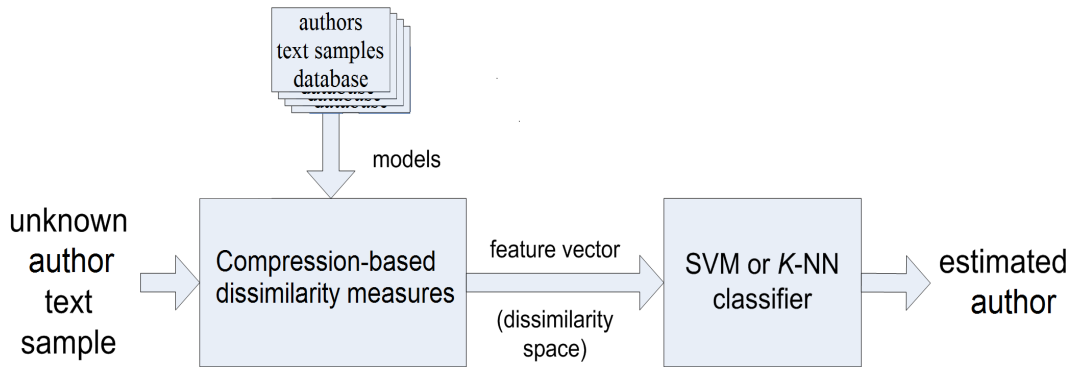 authors
text samples
database
models
unknown
author
text
sample
Compression-based
dissimilarity measures
feature vector
(dissimilarity
space)
SVM or K-NN
classifier
estimated
author